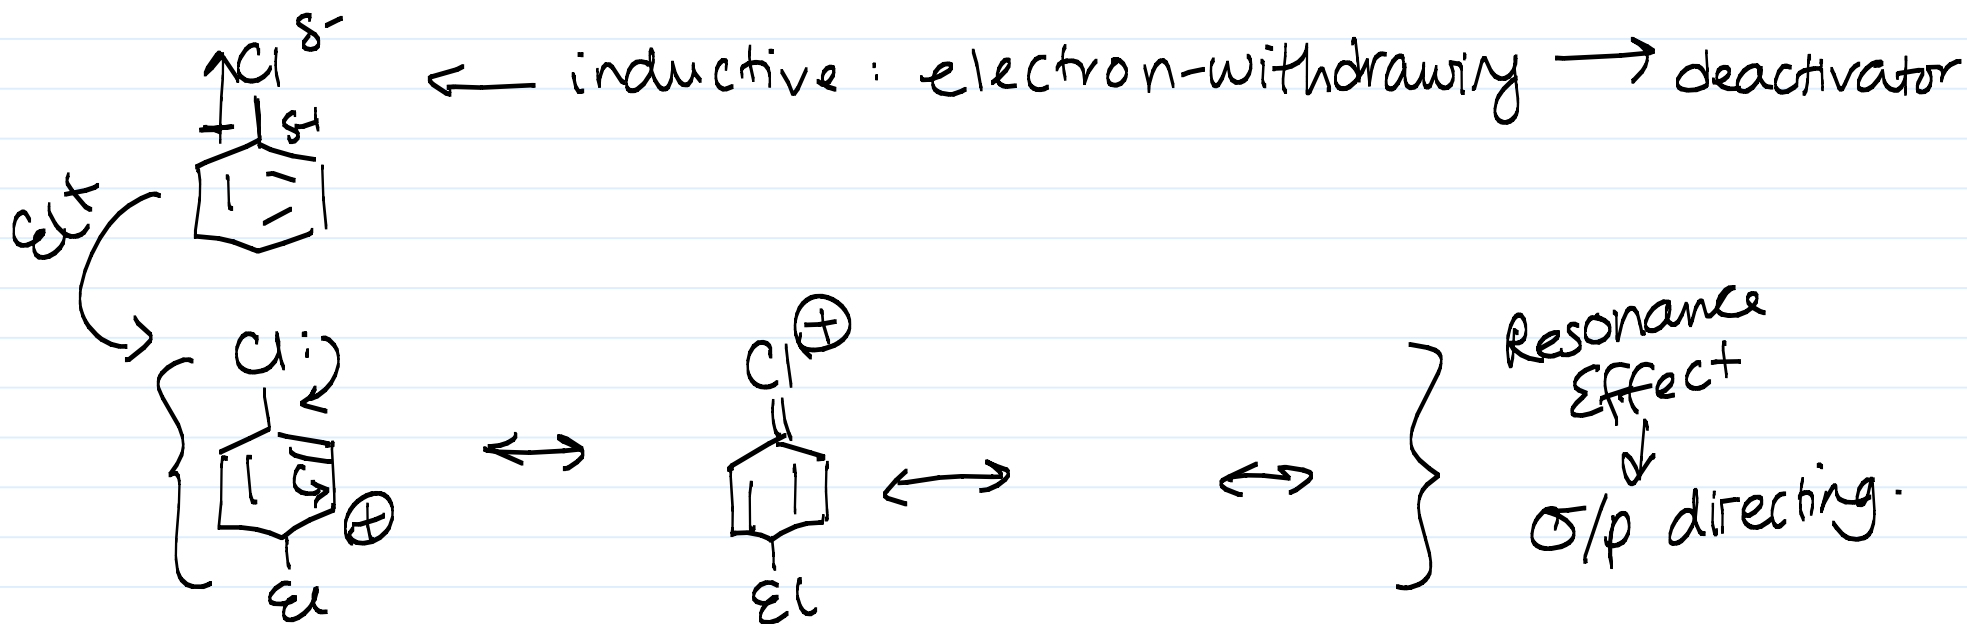 Cl δ- ← inductive : electron-withdrawing → deactivator
δ+
El+
Cl: ⊕ Resonance
Cl Effect
↔ ↔ ↔ ↓
⊕ o/p directing.
El El